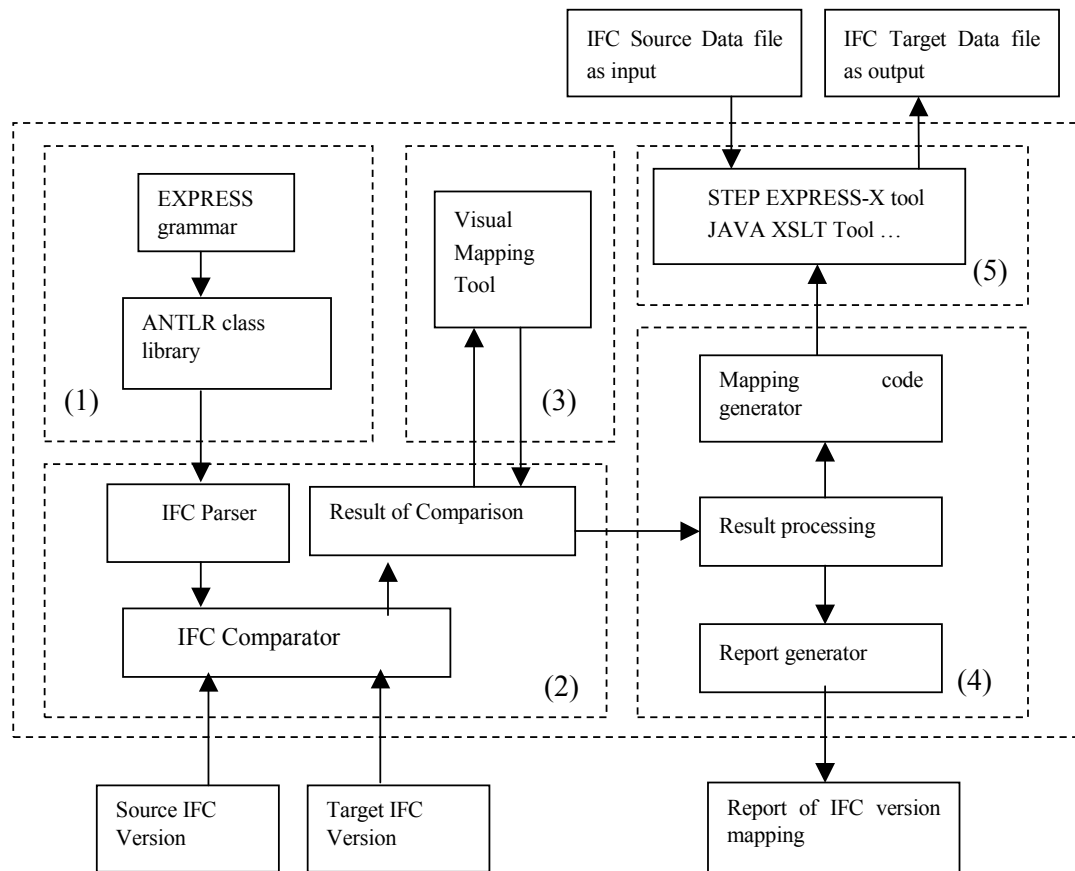 IFC Source Data file
as input
IFC Target Data file
as output
EXPRESS
grammar
ANTLR class
library
(1)
Visual
Mapping
Tool
(3)
STEP EXPRESS-X tool
JAVA XSLT Tool …
(5)
IFC Parser
Result of Comparison
IFC Comparator
(2)
Mapping code
generator
Result processing
Report generator
(4)
Source IFC
Version
Target IFC
Version
Report of IFC version
mapping